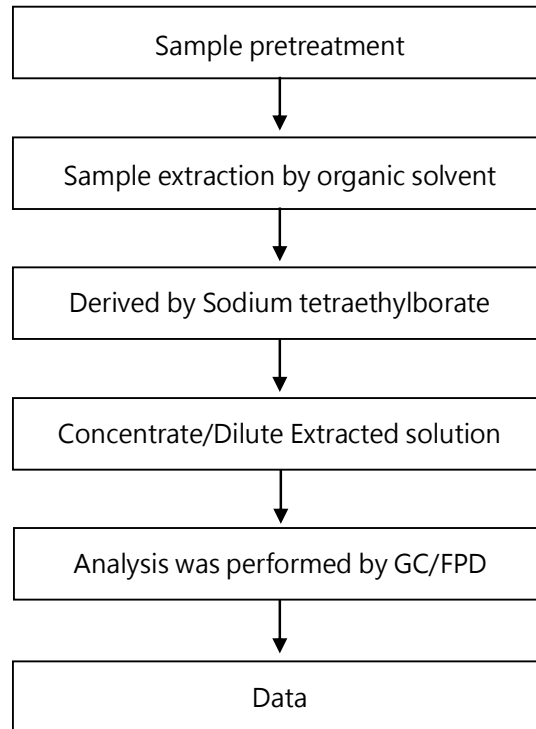 Sample pretreatment
Sample extraction by organic solvent
Derived by Sodium tetraethylborate
Concentrate/Dilute Extracted solution
Analysis was performed by GC/FPD
Data